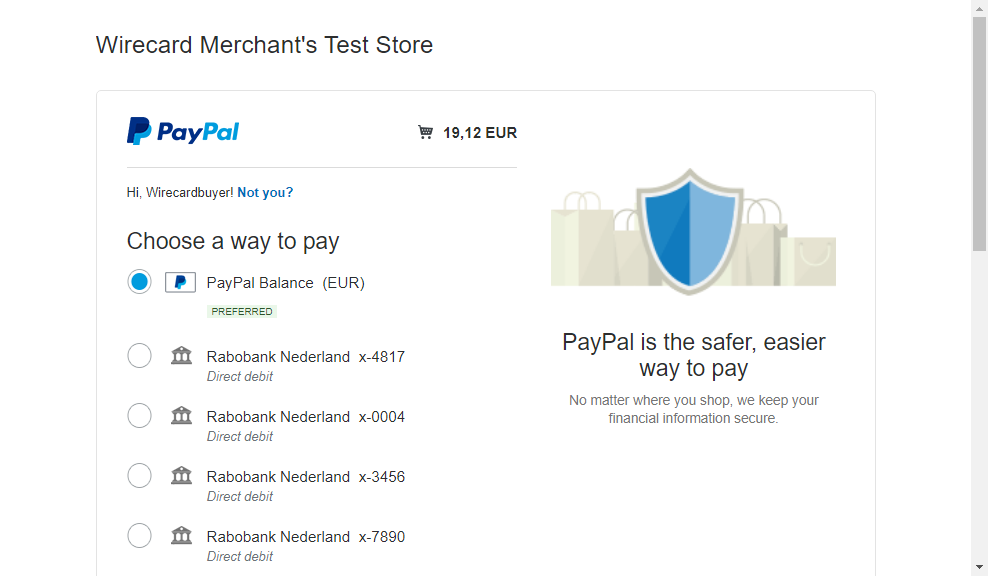 Wirecard Merchant's Test Store
PayPal
19,12 EUR
Hi, Wirecardbuyer! Not you?
Choose a way to pay
PayPal Balance (EUR)
PREFERRED
Rabobank Nederland x-4817
Direct debit
Rabobank Nederland x-0004
Direct debit
Rabobank Nederland x-3456
Direct debit
Rabobank Nederland x-7890
Direct debit
PayPal is the safer, easier
way to pay
No matter where you shop, we keep your
financial information secure.